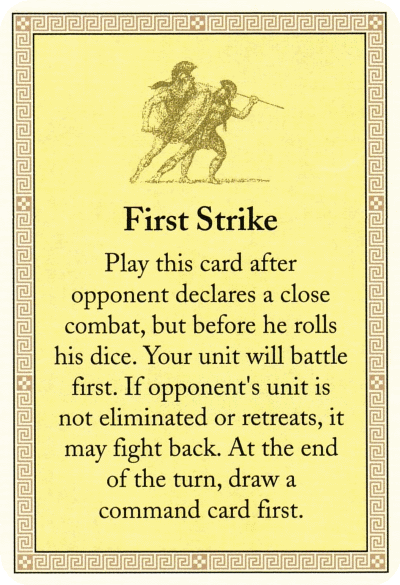 First Strike
Play this card after
opponent declares a close
combat, but before he rolls
his dice. Your unit will battle
first. If opponent's unit is
not eliminated or retreats, it
may fight back. At the end
of the turn, draw a
command card first.